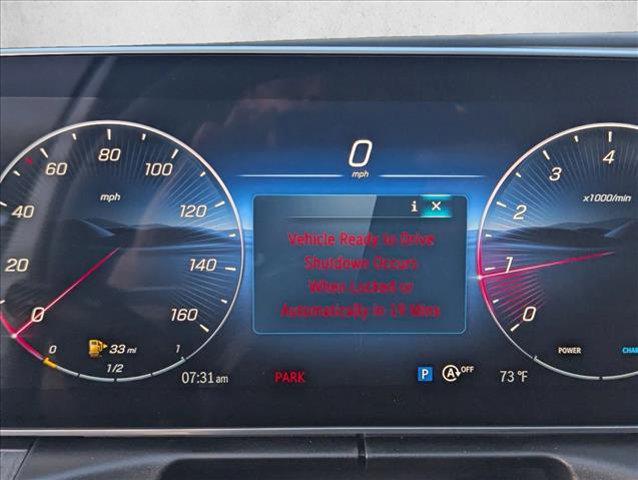 0
mph
i ×
Vehicle Ready to Drive
Shutdown Occurs
When Locked or
Automatically in 19 Mins
0 20 40 60 80 100 120 140 160
mph
33 mi
0 1/2 1
07:31 am
PARK
P
A OFF
73 °F
0 1 2 3 4
x1000/min
POWER